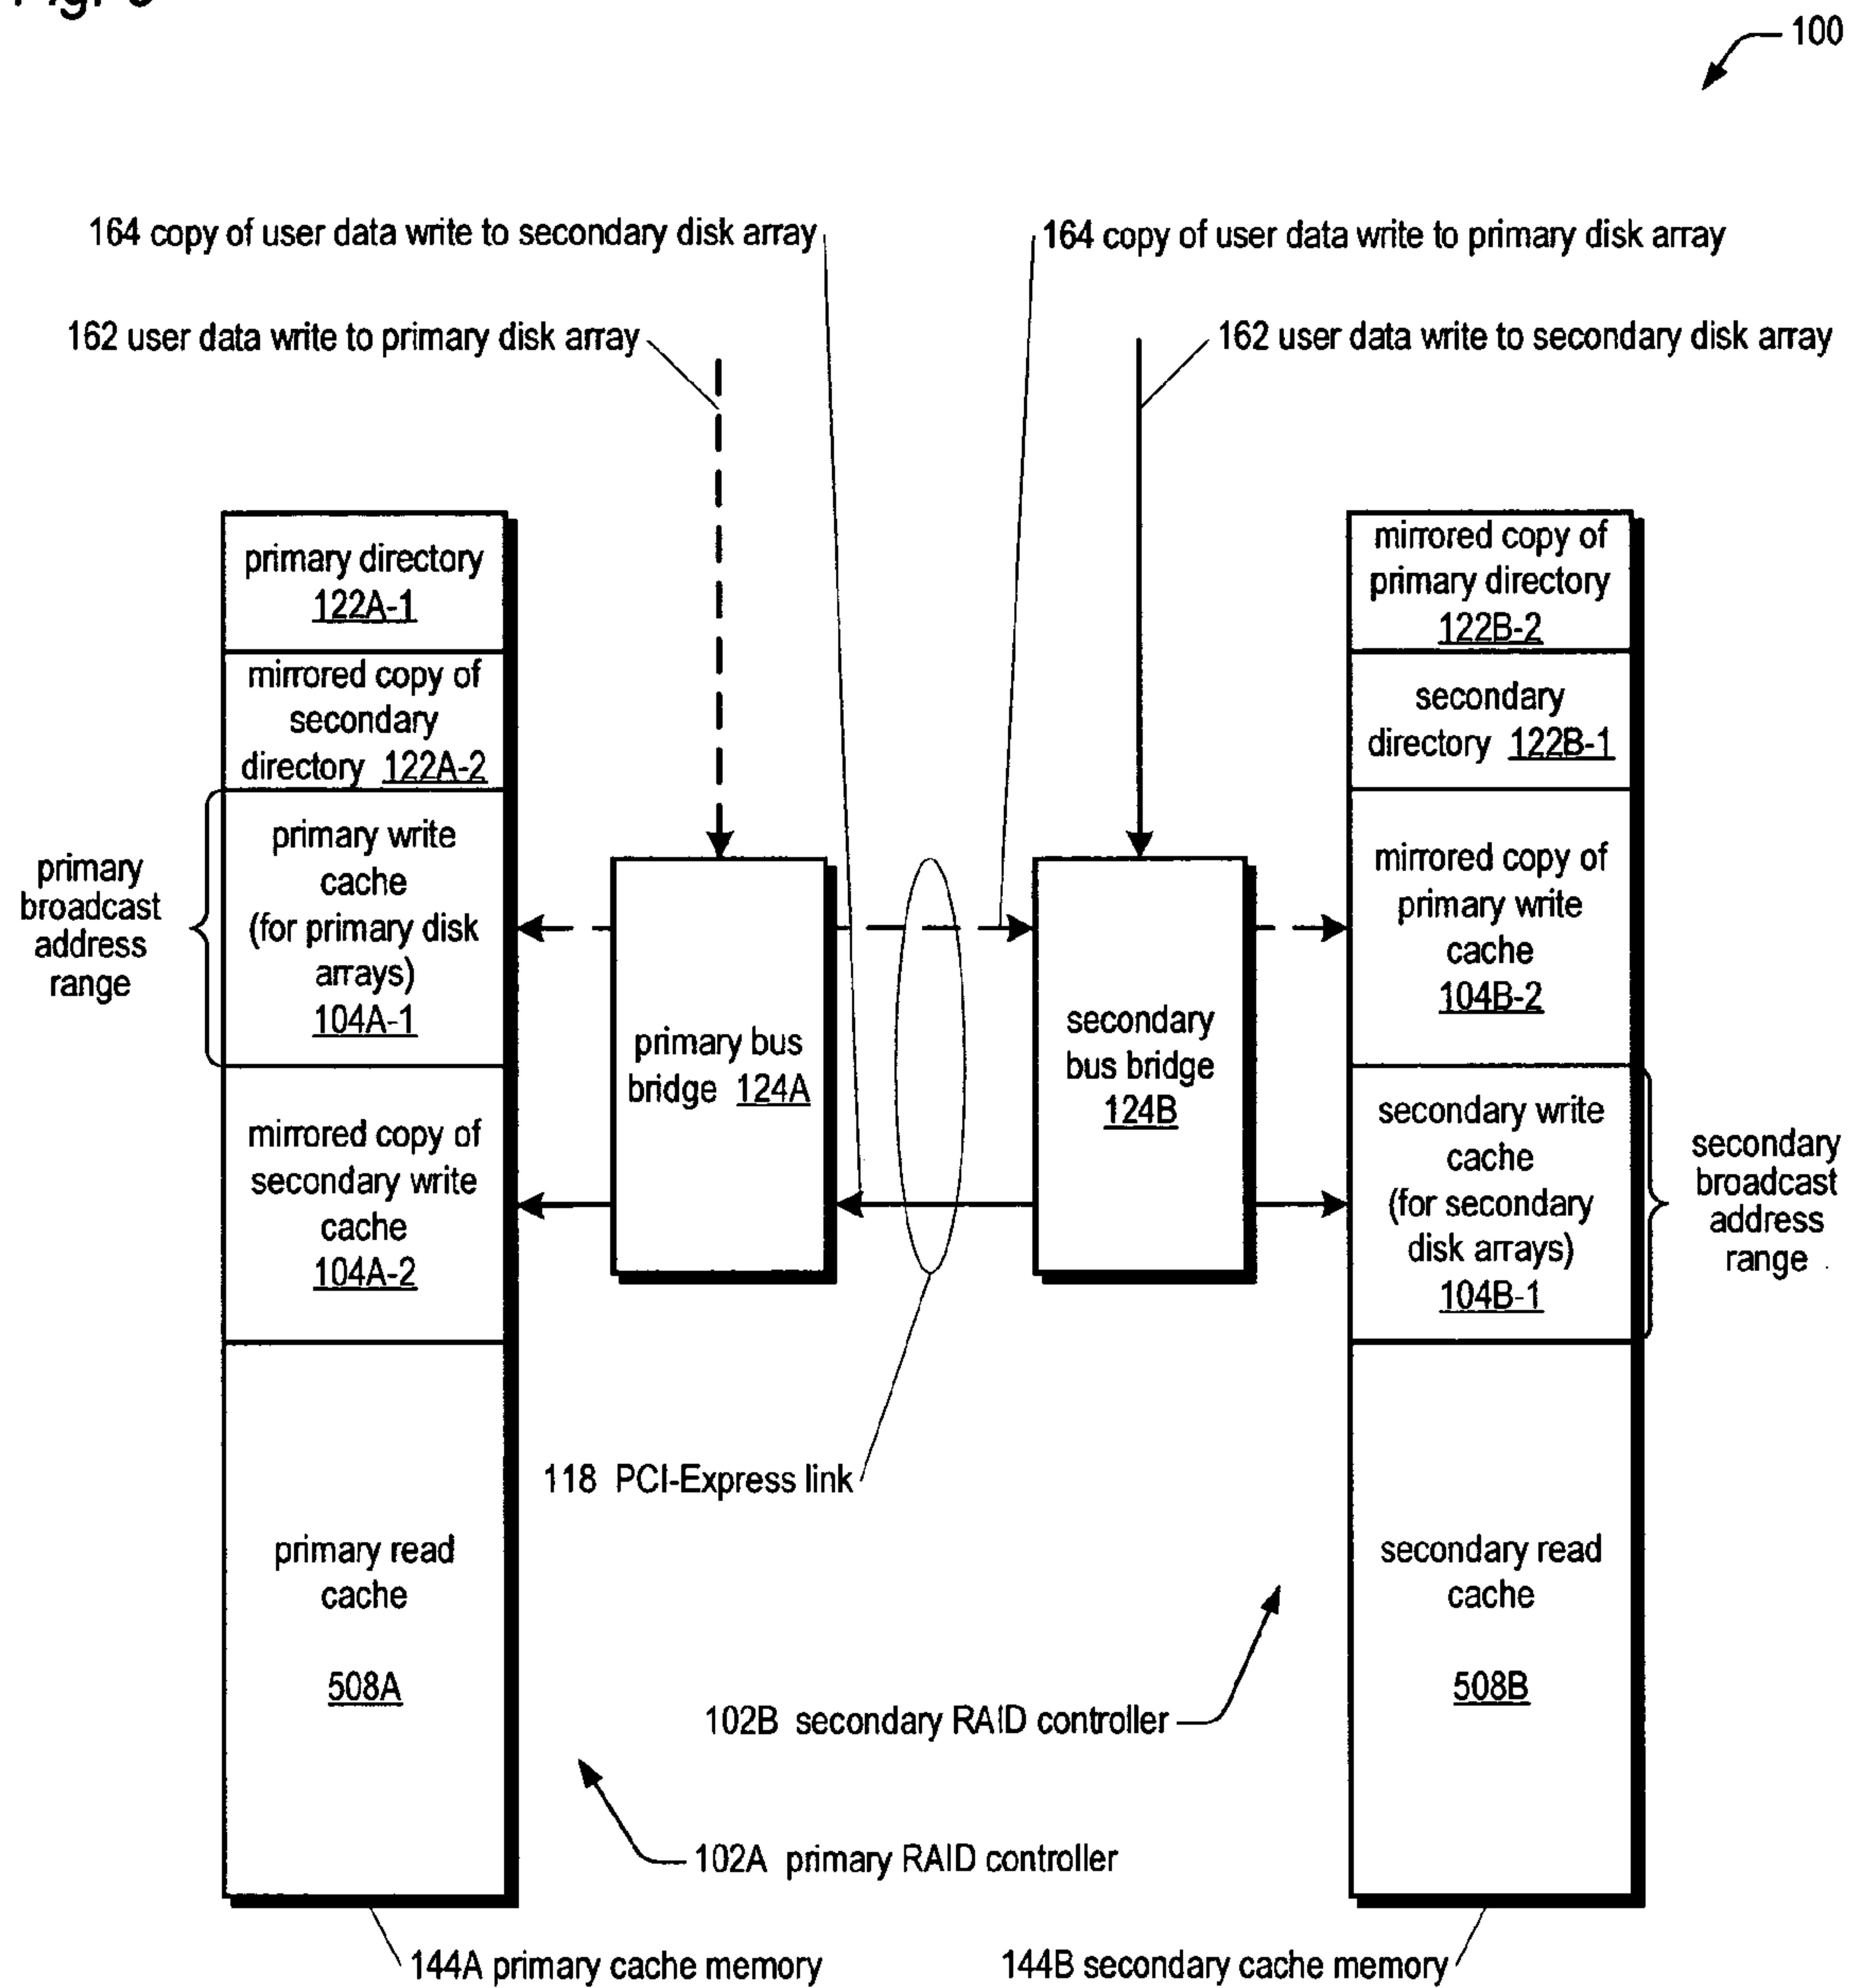 100
164 copy of user data write to secondary disk array
164 copy of user data write to primary disk array
162 user data write to primary disk array
162 user data write to secondary disk array
primary directory
122A-1
mirrored copy of
secondary
directory 122A-2
primary
broadcast
address
range
primary write
cache
(for primary disk
arrays)
104A-1
mirrored copy of
secondary write
cache
104A-2
primary read
cache
508A
primary bus
bridge 124A
secondary
bus bridge
124B
118 PCI-Express link
mirrored copy of
primary directory
122B-2
secondary
directory 122B-1
mirrored copy of
primary write
cache
104B-2
secondary write
cache
(for secondary
disk arrays)
104B-1
secondary
broadcast
address
range
secondary read
cache
508B
102B secondary RAID controller
102A primary RAID controller
144A primary cache memory
144B secondary cache memory